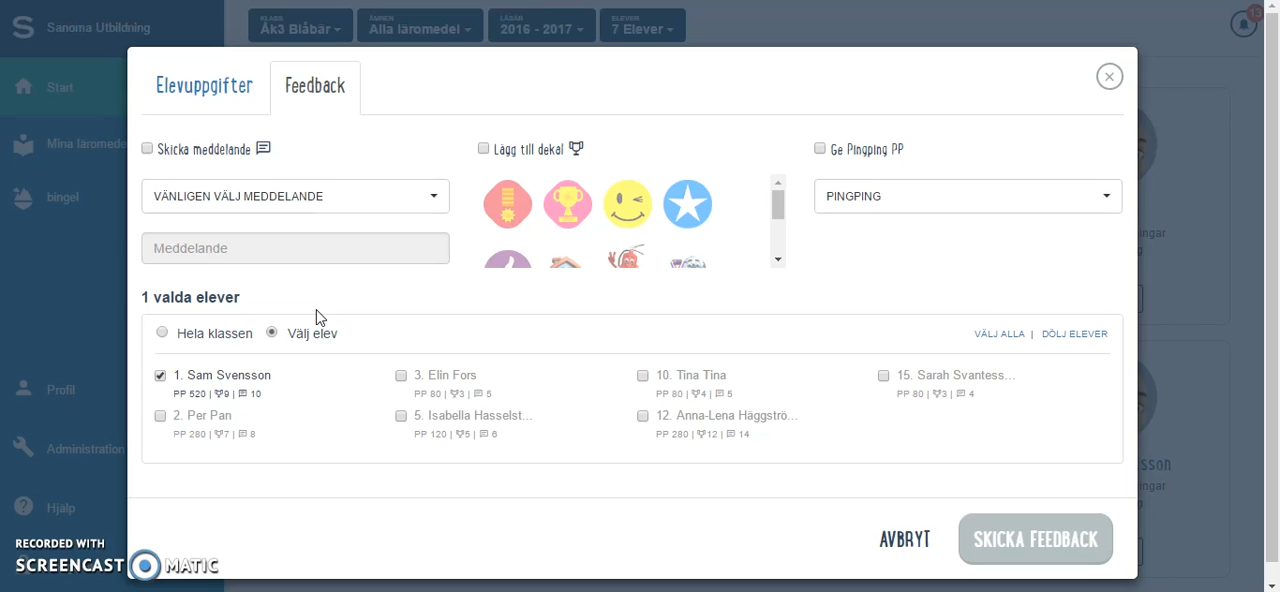 Sanoma Utbildning
KLASS
Åk3 Blåbär
ÄMNEN
Alla läromedel
LÄSÅR
2016 - 2017
ELEVER
7 Elever
13
Start
Mina läromede
bingel
Profil
Administration
Hjälp
Elevuppgifter
Feedback
Skicka meddelande
Lägg till dekal
Ge Pingping PP
VÄNLIGEN VÄLJ MEDDELANDE
PINGPING
Meddelande
1 valda elever
Hela klassen
Välj elev
VÄLJ ALLA | DÖLJ ELEVER
1. Sam Svensson
PP 520 | 9 | 10
3. Elin Fors
PP 80 | 3 | 5
10. Tina Tina
PP 80 | 4 | 5
15. Sarah Svantess...
PP 80 | 3 | 4
2. Per Pan
PP 280 | 7 | 8
5. Isabella Hasselst...
PP 120 | 5 | 6
12. Anna-Lena Häggströ...
PP 280 | 12 | 14
AVBRYT
SKICKA FEEDBACK
ingar
sson
ingar
RECORDED WITH
SCREENCAST MATIC